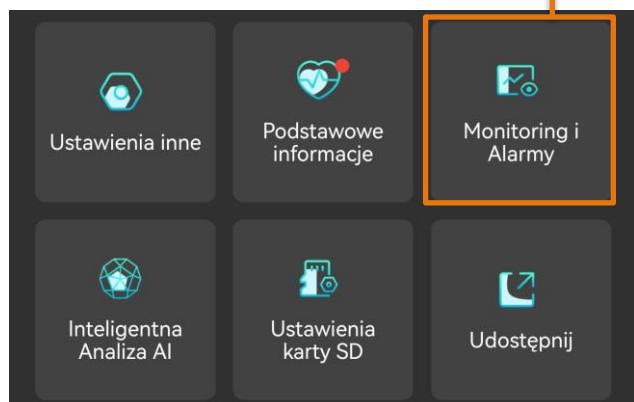 Ustawienia inne
Podstawowe
informacje
Monitoring i
Alarmy
Inteligentna
Analiza AI
Ustawienia
karty SD
Udostępnij